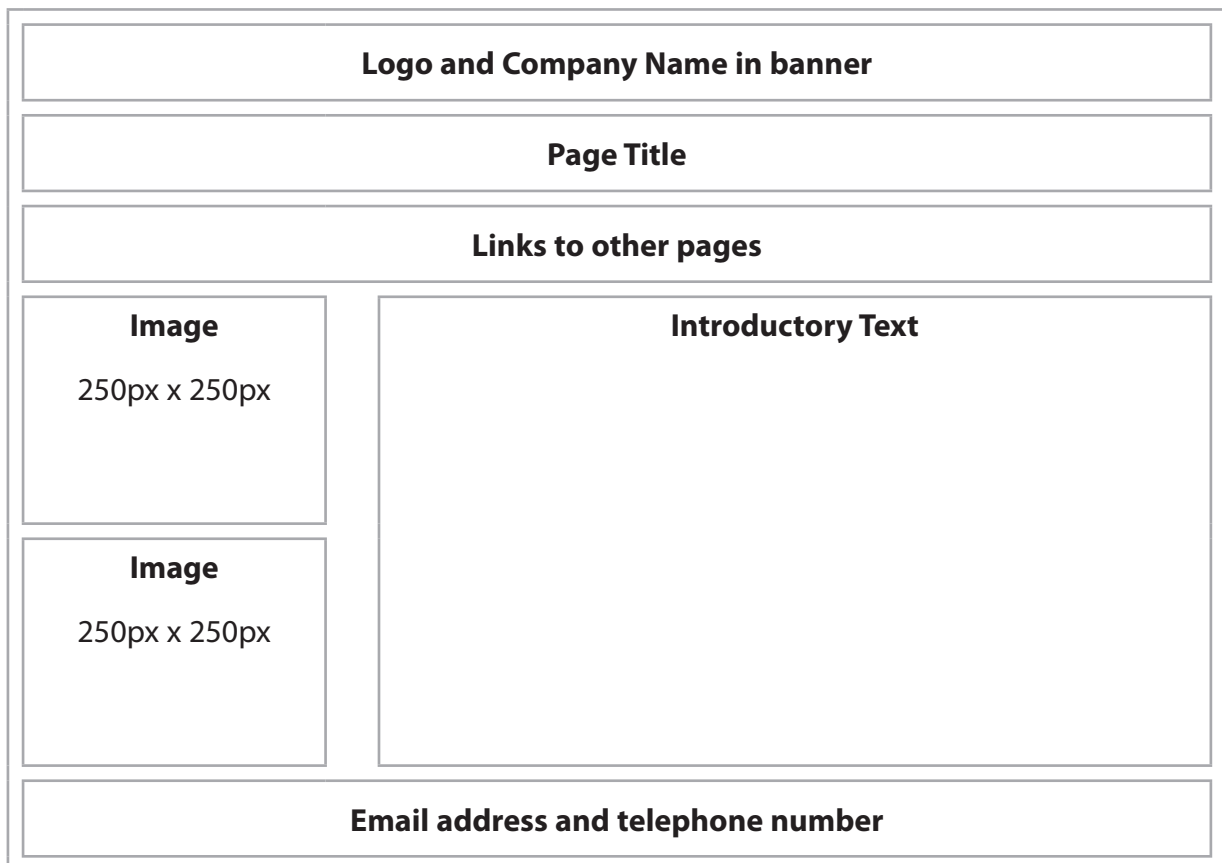 Logo and Company Name in banner
Page Title
Links to other pages
Image
250px x 250px
Introductory Text
Image
250px x 250px
Email address and telephone number